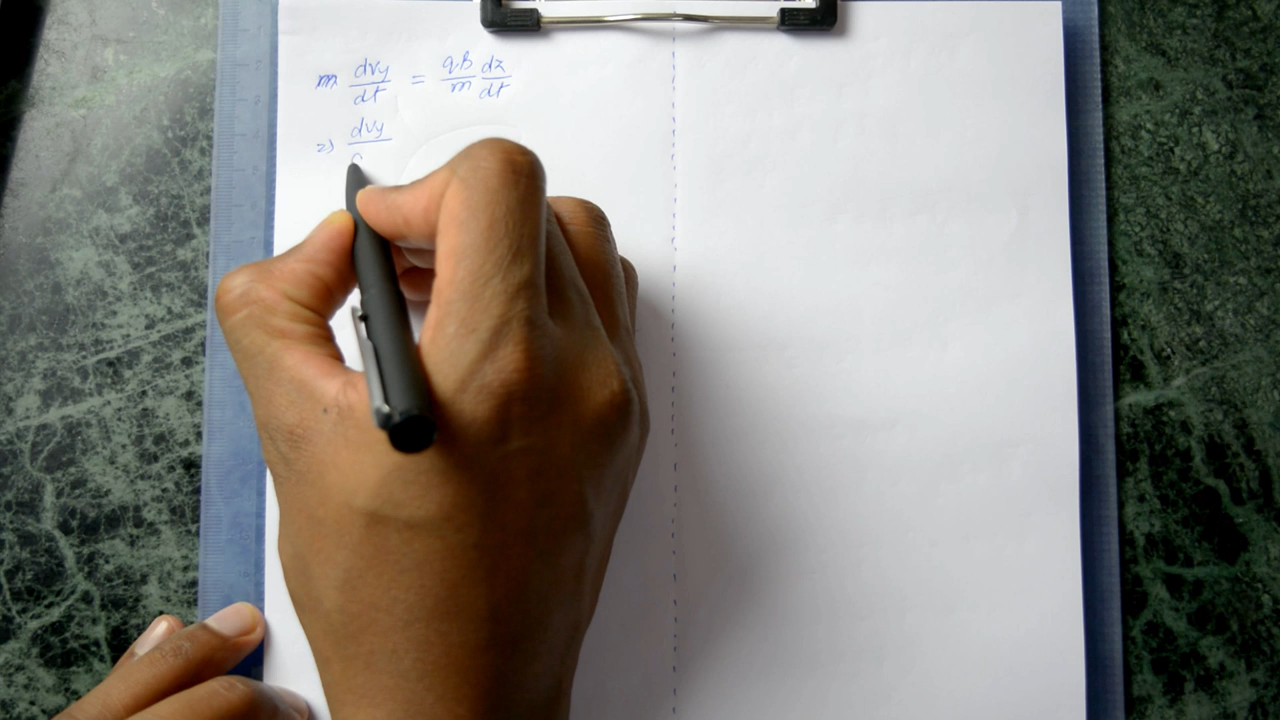 m dvy/dt = qB/m dz/dt
=> dvy/